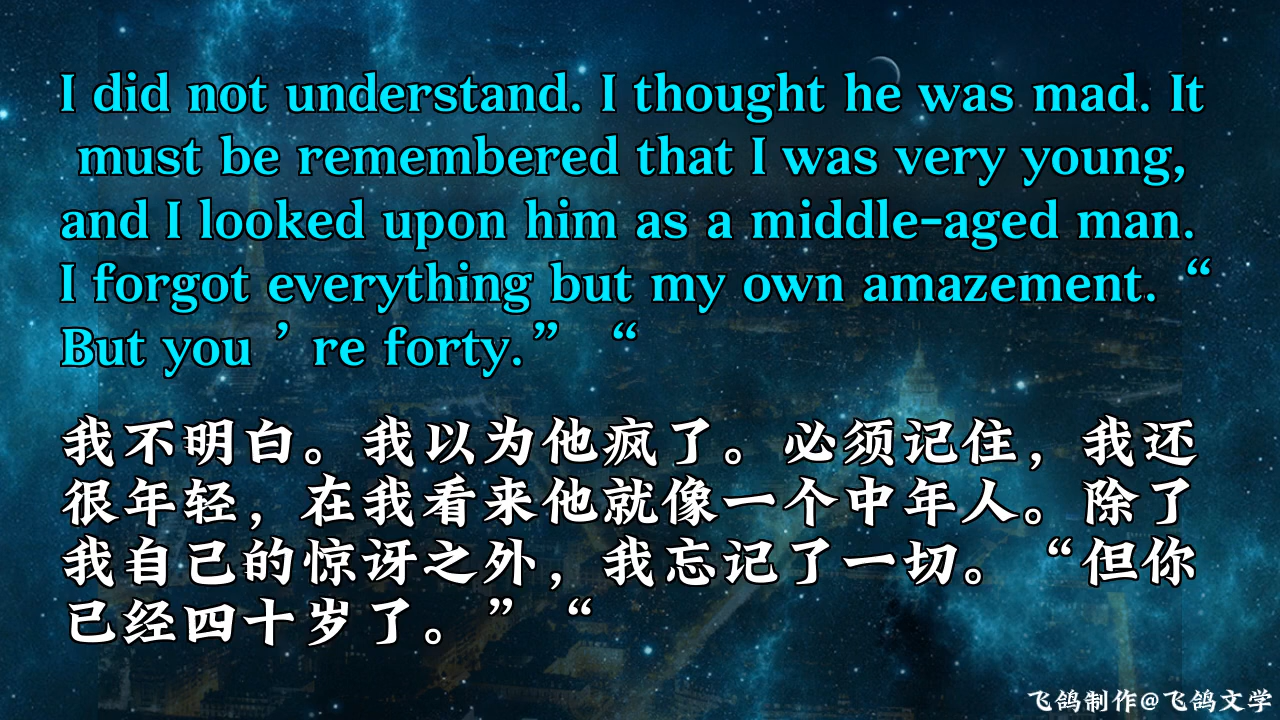 I did not understand. I thought he was mad. It
must be remembered that I was very young,
and I looked upon him as a middle-aged man.
I forgot everything but my own amazement. “
But you ’ re forty.” “
我不明白。我以为他疯了。必须记住，我还
很年轻，在我看来他就像一个中年人。除了
我自己的惊讶之外，我忘记了一切。“但你
已经四十岁了。”“
飞鸽制作@飞鸽文学